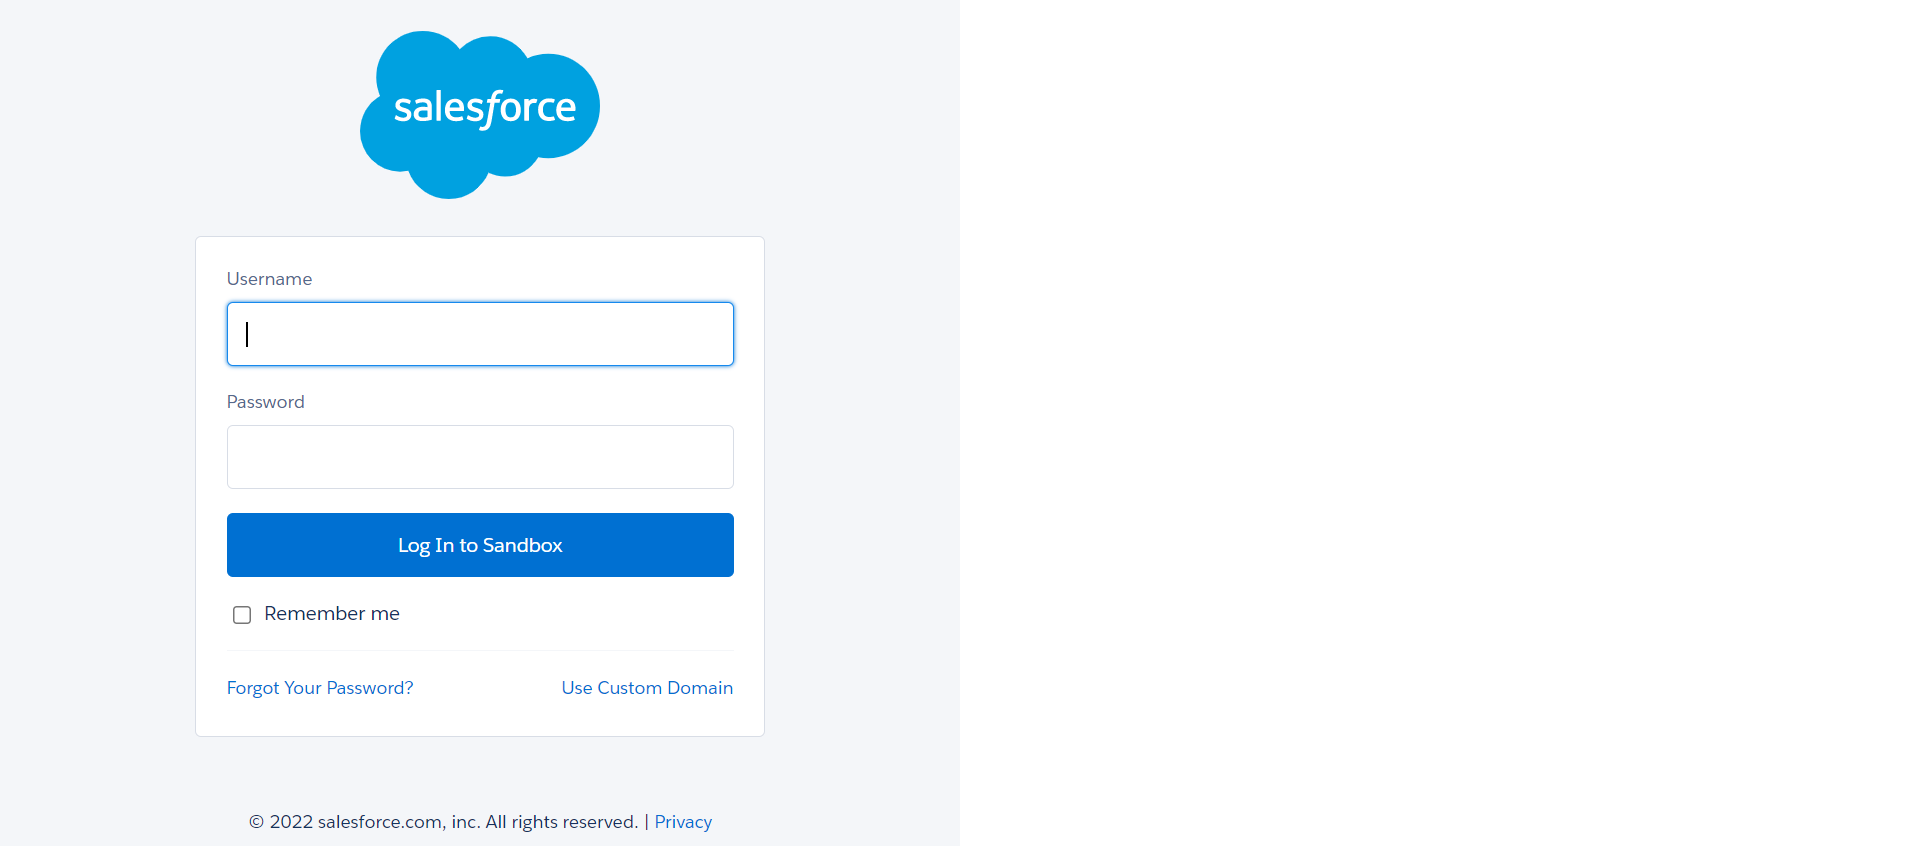 salesforce
Username
Password
Log In to Sandbox
Remember me
Forgot Your Password? Use Custom Domain
© 2022 salesforce.com, inc. All rights reserved. | Privacy